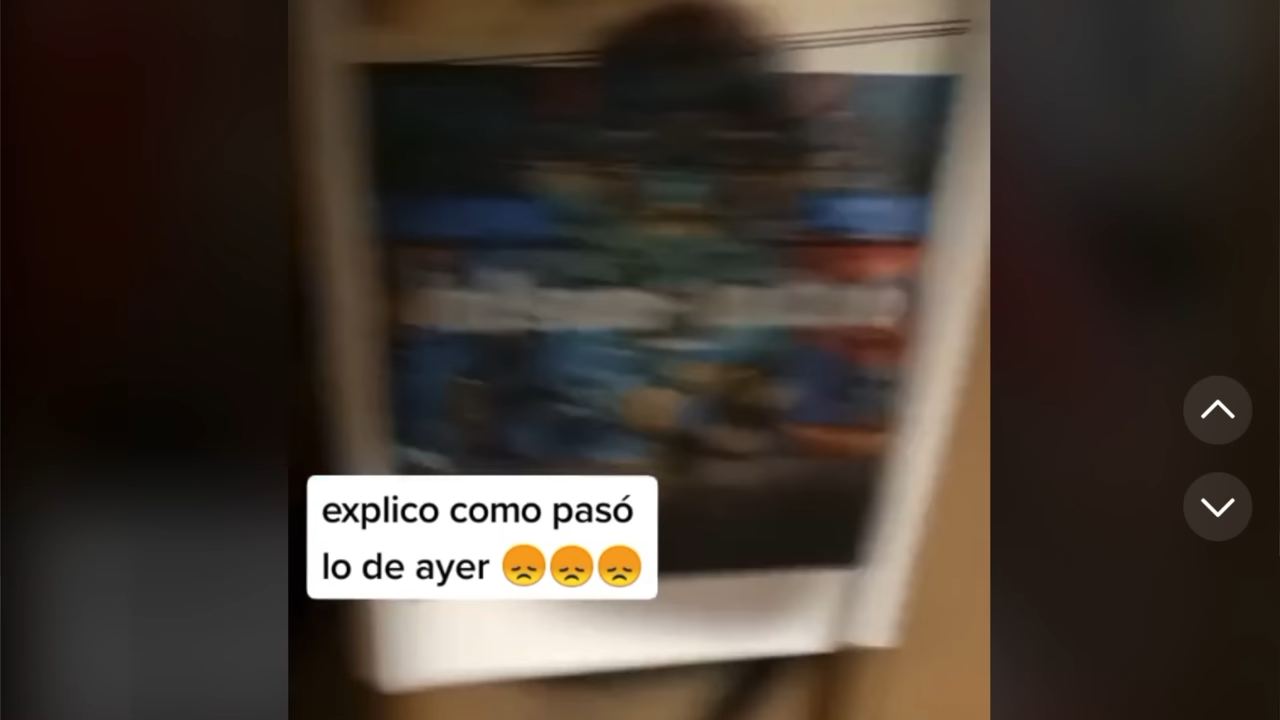 explico como pasó
lo de ayer 😞😞😞